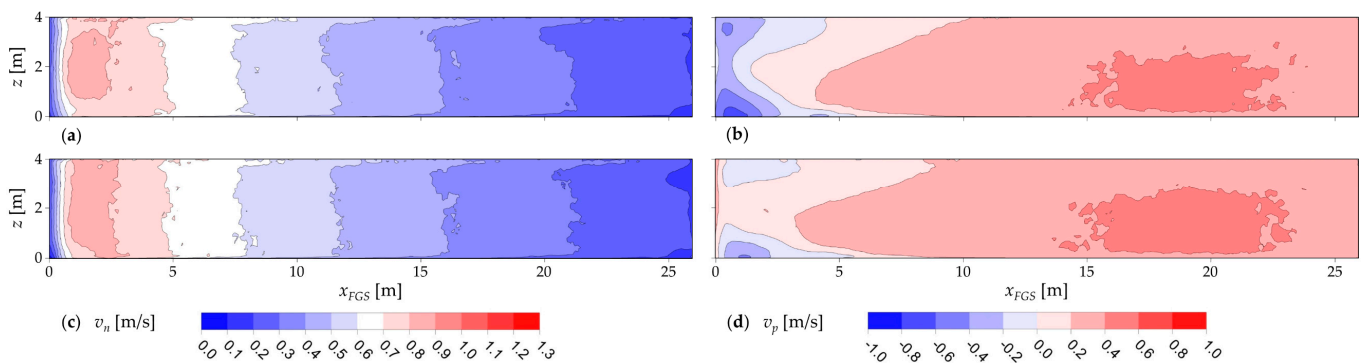 4
z [m]
2
0
(a)
(b)
4
z [m]
2
0
0 5 10 15 20 25
0 5 10 15 20 25
x_FGS [m]
x_FGS [m]
(c) v_n [m/s]
0.0 0.1 0.2 0.3 0.4 0.5 0.6 0.7 0.8 0.9 1.0 1.1 1.2 1.3
(d) v_p [m/s]
-1.0 -0.8 -0.6 -0.4 -0.2 0.0 0.2 0.4 0.6 0.8 1.0